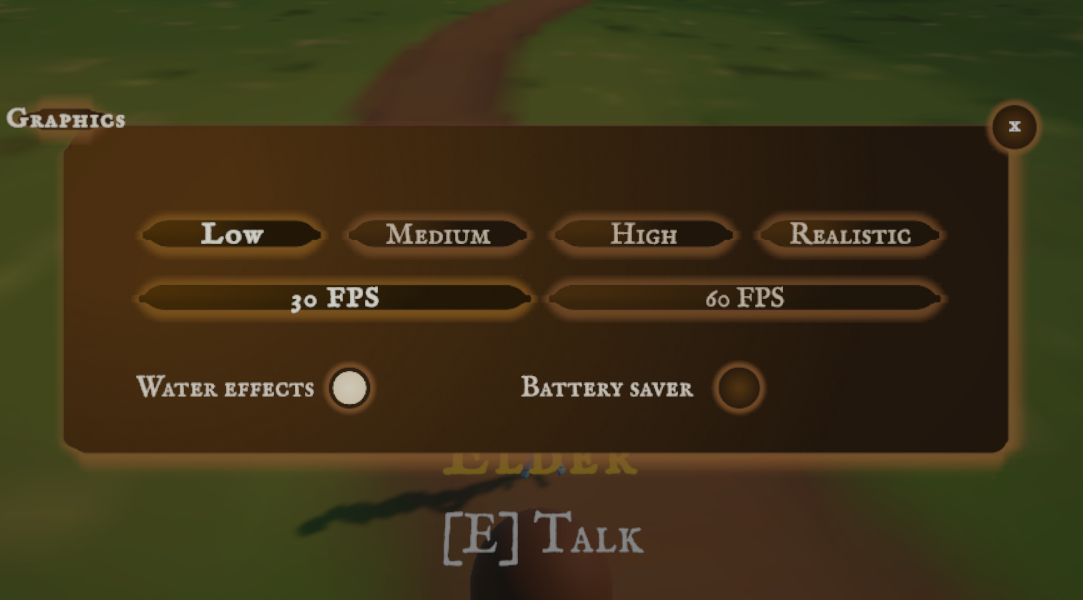 Graphics
x
Low Medium High Realistic
30 FPS 60 FPS
Water effects Battery saver
Elder
[E] Talk